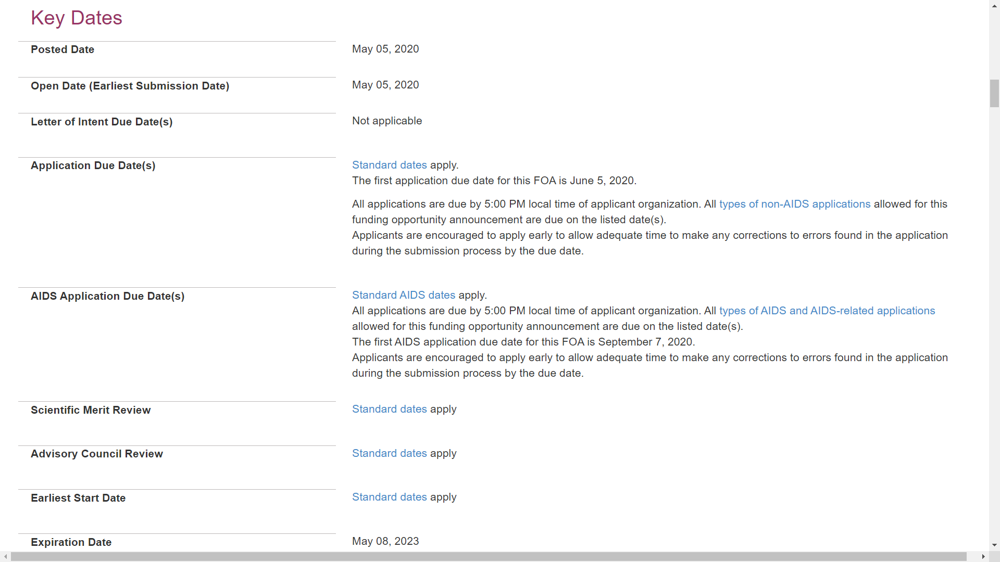 Key Dates
Posted Date
May 05, 2020
Open Date (Earliest Submission Date)
May 05, 2020
Letter of Intent Due Date(s)
Not applicable
Application Due Date(s)
Standard dates apply.
The first application due date for this FOA is June 5, 2020.
All applications are due by 5:00 PM local time of applicant organization. All types of non-AIDS applications allowed for this
funding opportunity announcement are due on the listed date(s).
Applicants are encouraged to apply early to allow adequate time to make any corrections to errors found in the application
during the submission process by the due date.
AIDS Application Due Date(s)
Standard AIDS dates apply.
All applications are due by 5:00 PM local time of applicant organization. All types of AIDS and AIDS-related applications
allowed for this funding opportunity announcement are due on the listed date(s).
The first AIDS application due date for this FOA is September 7, 2020.
Applicants are encouraged to apply early to allow adequate time to make any corrections to errors found in the application
during the submission process by the due date.
Scientific Merit Review
Standard dates apply
Advisory Council Review
Standard dates apply
Earliest Start Date
Standard dates apply
Expiration Date
May 08, 2023